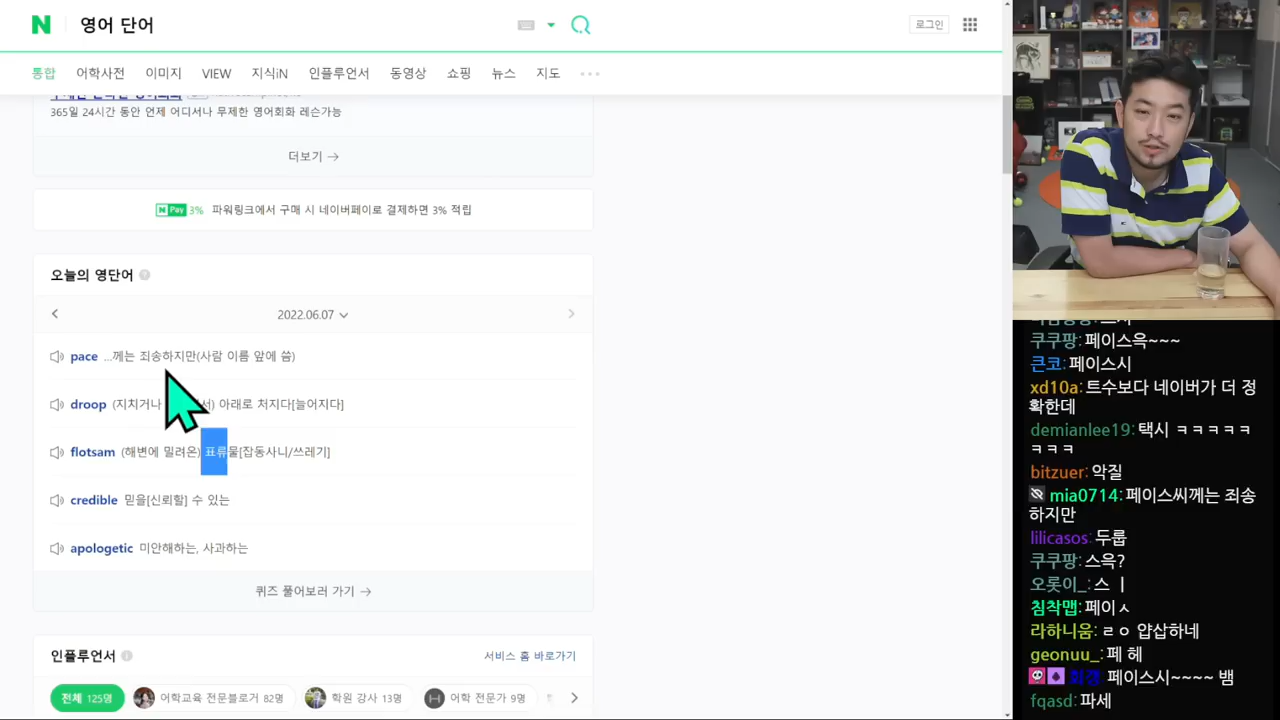 N 영어 단어
로그인
통합 어학사전 이미지 VIEW 지식iN 인플루언서 동영상 쇼핑 뉴스 지도
365일 24시간 동안 언제 어디서나 무제한 영어회화 레슨가능
더보기 →
N Pay 3% 파워링크에서 구매 시 네이버페이로 결제하면 3% 적립
오늘의 영단어
2022.06.07
pace ...께는 죄송하지만(사람 이름 앞에 씀)
droop (지치거나 아래로 처지다[늘어지다]
flotsam (해변에 밀려온) 표류물[잡동사니/쓰레기]
credible 믿을[신뢰할] 수 있는
apologetic 미안해하는, 사과하는
퀴즈 풀어보러 가기 →
인플루언서 서비스 홈 바로가기
전체 125명 어학교육 전문블로거 82명 학원 강사 13명 어학 전문가 9명
쿠쿠팡: 페이스윽~~~
큰코: 페이스시
xd10a: 트수보다 네이버가 더 정
확한데
demianlee19: 택시 ㅋㅋㅋㅋㅋ
ㅋㅋㅋ
bitzuer: 악질
mia0714: 페이스씨께는 죄송
하지만
lilicasos: 두룹
쿠쿠팡: 스윽?
오롯이_: 스 ㅣ
침착맵: 페이ㅅ
라하니움: ㄹㅇ 얍삽하네
geonuu_: 페 헤
페이스시~~~~ 뱀
fqasd: 파세